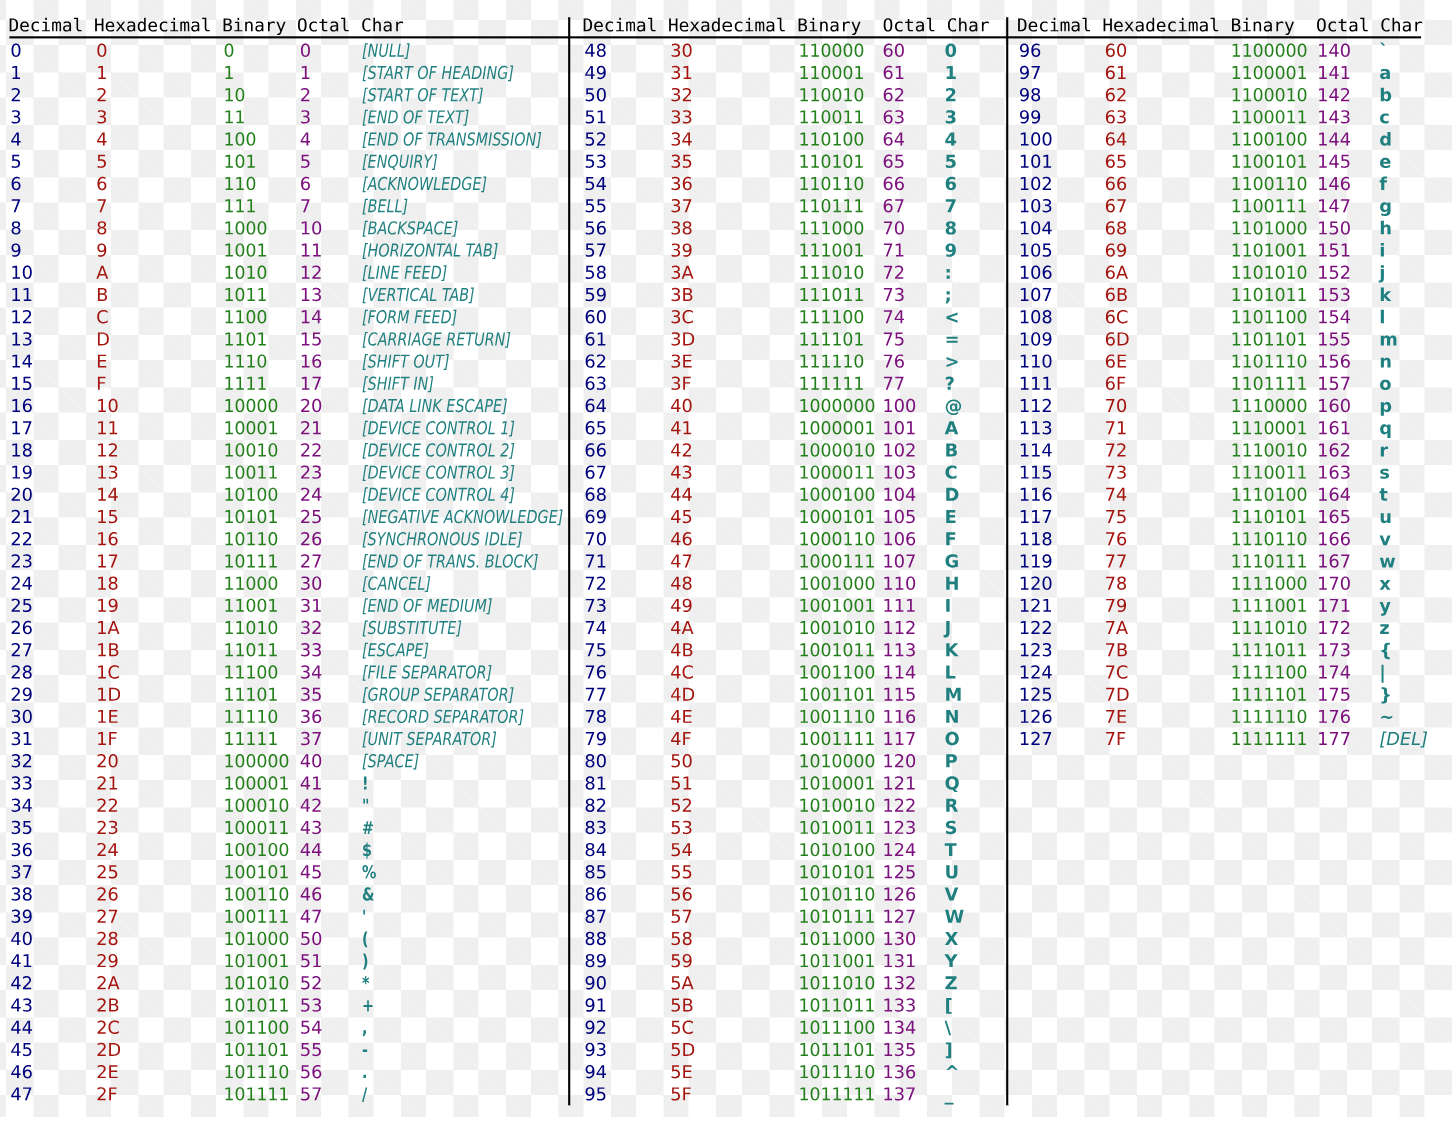 Decimal Hexadecimal Binary Octal Char
0 0 0 0 [NULL]
1 1 1 1 [START OF HEADING]
2 2 10 2 [START OF TEXT]
3 3 11 3 [END OF TEXT]
4 4 100 4 [END OF TRANSMISSION]
5 5 101 5 [ENQUIRY]
6 6 110 6 [ACKNOWLEDGE]
7 7 111 7 [BELL]
8 8 1000 10 [BACKSPACE]
9 9 1001 11 [HORIZONTAL TAB]
10 A 1010 12 [LINE FEED]
11 B 1011 13 [VERTICAL TAB]
12 C 1100 14 [FORM FEED]
13 D 1101 15 [CARRIAGE RETURN]
14 E 1110 16 [SHIFT OUT]
15 F 1111 17 [SHIFT IN]
16 10 10000 20 [DATA LINK ESCAPE]
17 11 10001 21 [DEVICE CONTROL 1]
18 12 10010 22 [DEVICE CONTROL 2]
19 13 10011 23 [DEVICE CONTROL 3]
20 14 10100 24 [DEVICE CONTROL 4]
21 15 10101 25 [NEGATIVE ACKNOWLEDGE]
22 16 10110 26 [SYNCHRONOUS IDLE]
23 17 10111 27 [END OF TRANS. BLOCK]
24 18 11000 30 [CANCEL]
25 19 11001 31 [END OF MEDIUM]
26 1A 11010 32 [SUBSTITUTE]
27 1B 11011 33 [ESCAPE]
28 1C 11100 34 [FILE SEPARATOR]
29 1D 11101 35 [GROUP SEPARATOR]
30 1E 11110 36 [RECORD SEPARATOR]
31 1F 11111 37 [UNIT SEPARATOR]
32 20 100000 40 [SPACE]
33 21 100001 41 !
34 22 100010 42 "
35 23 100011 43 #
36 24 100100 44 $
37 25 100101 45 %
38 26 100110 46 &
39 27 100111 47 '
40 28 101000 50 (
41 29 101001 51 )
42 2A 101010 52 *
43 2B 101011 53 +
44 2C 101100 54 ,
45 2D 101101 55 -
46 2E 101110 56 .
47 2F 101111 57 /
Decimal Hexadecimal Binary Octal Char
48 30 110000 60 0
49 31 110001 61 1
50 32 110010 62 2
51 33 110011 63 3
52 34 110100 64 4
53 35 110101 65 5
54 36 110110 66 6
55 37 110111 67 7
56 38 111000 70 8
57 39 111001 71 9
58 3A 111010 72 :
59 3B 111011 73 ;
60 3C 111100 74 <
61 3D 111101 75 =
62 3E 111110 76 >
63 3F 111111 77 ?
64 40 1000000 100 @
65 41 1000001 101 A
66 42 1000010 102 B
67 43 1000011 103 C
68 44 1000100 104 D
69 45 1000101 105 E
70 46 1000110 106 F
71 47 1000111 107 G
72 48 1001000 110 H
73 49 1001001 111 I
74 4A 1001010 112 J
75 4B 1001011 113 K
76 4C 1001100 114 L
77 4D 1001101 115 M
78 4E 1001110 116 N
79 4F 1001111 117 O
80 50 1010000 120 P
81 51 1010001 121 Q
82 52 1010010 122 R
83 53 1010011 123 S
84 54 1010100 124 T
85 55 1010101 125 U
86 56 1010110 126 V
87 57 1010111 127 W
88 58 1011000 130 X
89 59 1011001 131 Y
90 5A 1011010 132 Z
91 5B 1011011 133 [
92 5C 1011100 134 \
93 5D 1011101 135 ]
94 5E 1011110 136 ^
95 5F 1011111 137 _
Decimal Hexadecimal Binary Octal Char
96 60 1100000 140 `
97 61 1100001 141 a
98 62 1100010 142 b
99 63 1100011 143 c
100 64 1100100 144 d
101 65 1100101 145 e
102 66 1100110 146 f
103 67 1100111 147 g
104 68 1101000 150 h
105 69 1101001 151 i
106 6A 1101010 152 j
107 6B 1101011 153 k
108 6C 1101100 154 l
109 6D 1101101 155 m
110 6E 1101110 156 n
111 6F 1101111 157 o
112 70 1110000 160 p
113 71 1110001 161 q
114 72 1110010 162 r
115 73 1110011 163 s
116 74 1110100 164 t
117 75 1110101 165 u
118 76 1110110 166 v
119 77 1110111 167 w
120 78 1111000 170 x
121 79 1111001 171 y
122 7A 1111010 172 z
123 7B 1111011 173 {
124 7C 1111100 174 |
125 7D 1111101 175 }
126 7E 1111110 176 ~
127 7F 1111111 177 [DEL]